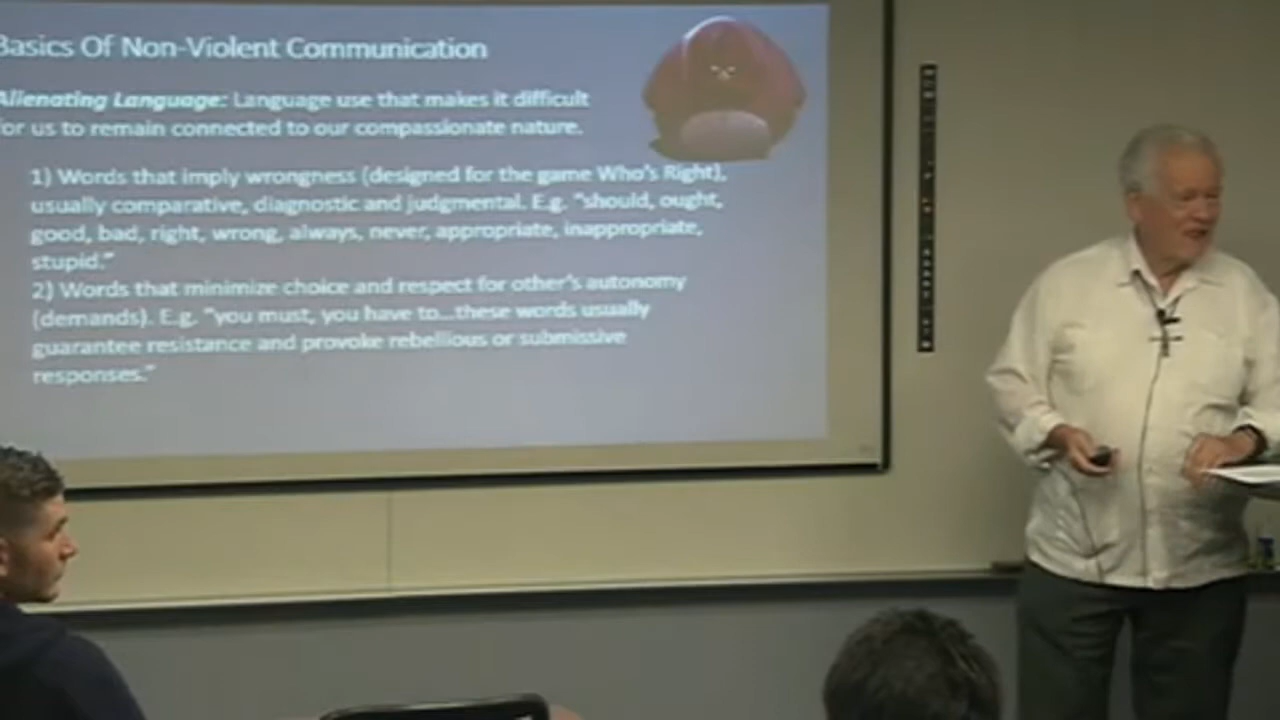 Basics Of Non-Violent Communication
Alienating Language: Language use that makes it difficult
for us to remain connected to our compassionate nature.
1) Words that imply wrongness (designed for the game Who's Right),
usually comparative, diagnostic and judgmental. E.g. "should, ought,
good, bad, right, wrong, always, never, appropriate, inappropriate,
stupid."
2) Words that minimize choice and respect for other's autonomy
(demands). E.g. "you must, you have to...these words usually
guarantee resistance and provoke rebellious or submissive
responses."